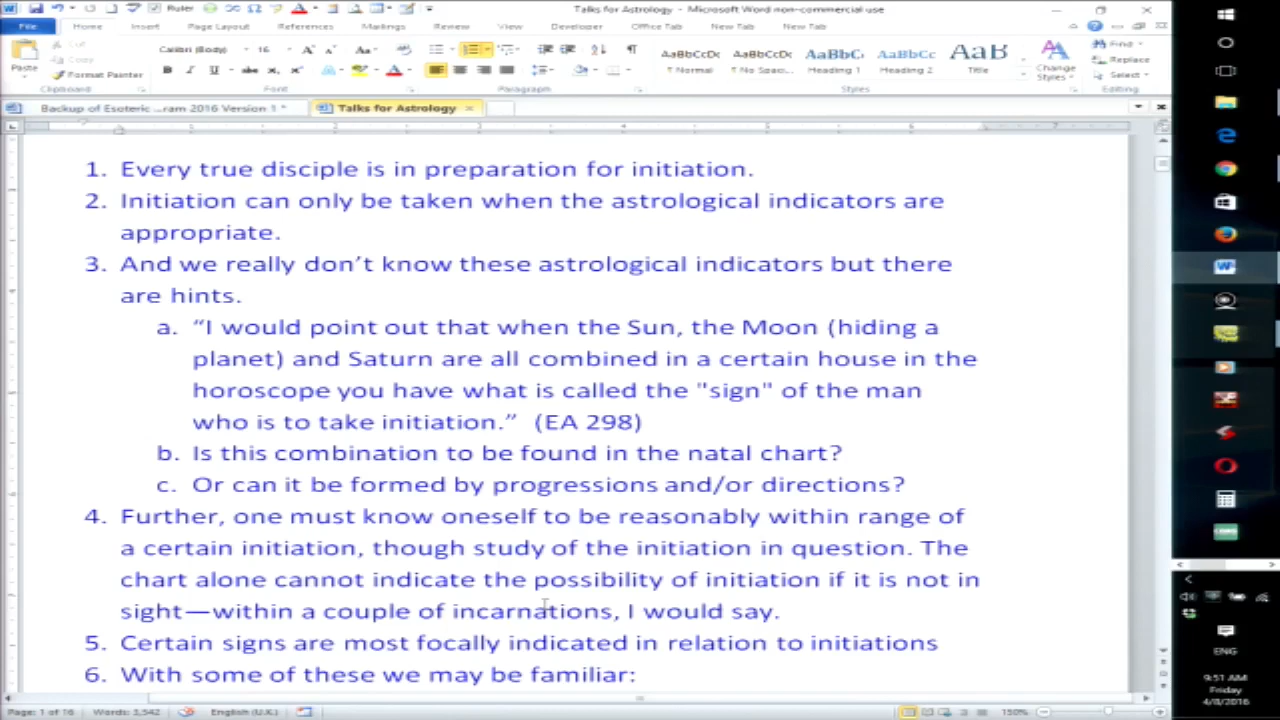 Ruler
Talks for Astrology - Microsoft Word non-commercial use
File Home Insert Page Layout References Mailings Review View Developer Office Tab New Tab New Tab
Paste
Cut
Copy
Format Painter
Clipboard
Calibri (Body) 16
Font
Paragraph
AaBbCcDc AaBbCcDc AaBbC AaBbCc AaB
Normal No Spaci... Heading 1 Heading 2 Title
Change Styles
Styles
Find
Replace
Select
Editing
Backup of Esoteric ...ram 2016 Version 1 * Talks for Astrology
1. Every true disciple is in preparation for initiation.
2. Initiation can only be taken when the astrological indicators are
appropriate.
3. And we really don’t know these astrological indicators but there
are hints.
a. “I would point out that when the Sun, the Moon (hiding a
planet) and Saturn are all combined in a certain house in the
horoscope you have what is called the "sign" of the man
who is to take initiation.” (EA 298)
b. Is this combination to be found in the natal chart?
c. Or can it be formed by progressions and/or directions?
4. Further, one must know oneself to be reasonably within range of
a certain initiation, though study of the initiation in question. The
chart alone cannot indicate the possibility of initiation if it is not in
sight—within a couple of incarnations, I would say.
5. Certain signs are most focally indicated in relation to initiations
6. With some of these we may be familiar:
Page: 1 of 16 Words: 3,542 English (U.K.) 150%
ENG
9:51 AM
Friday
4/8/2016